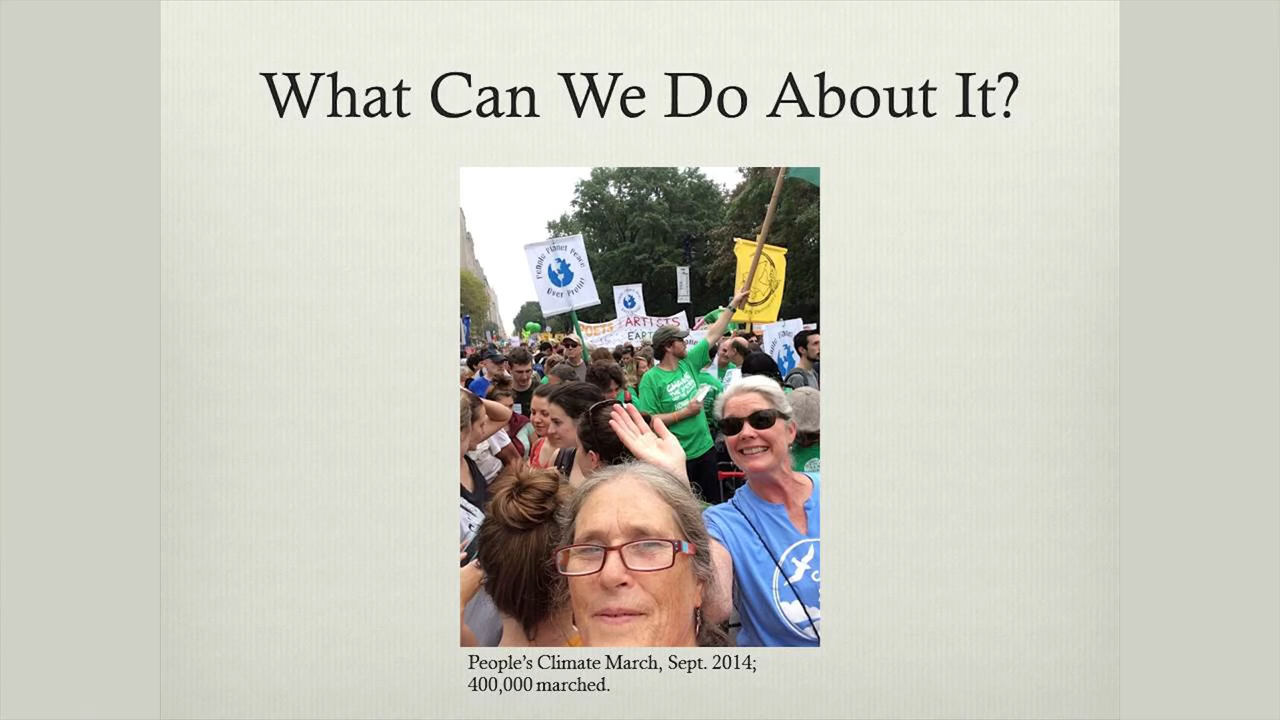 What Can We Do About It?
People Planet Peace
Over Profit!
POETS ARTISTS
People's Climate March, Sept. 2014;
400,000 marched.